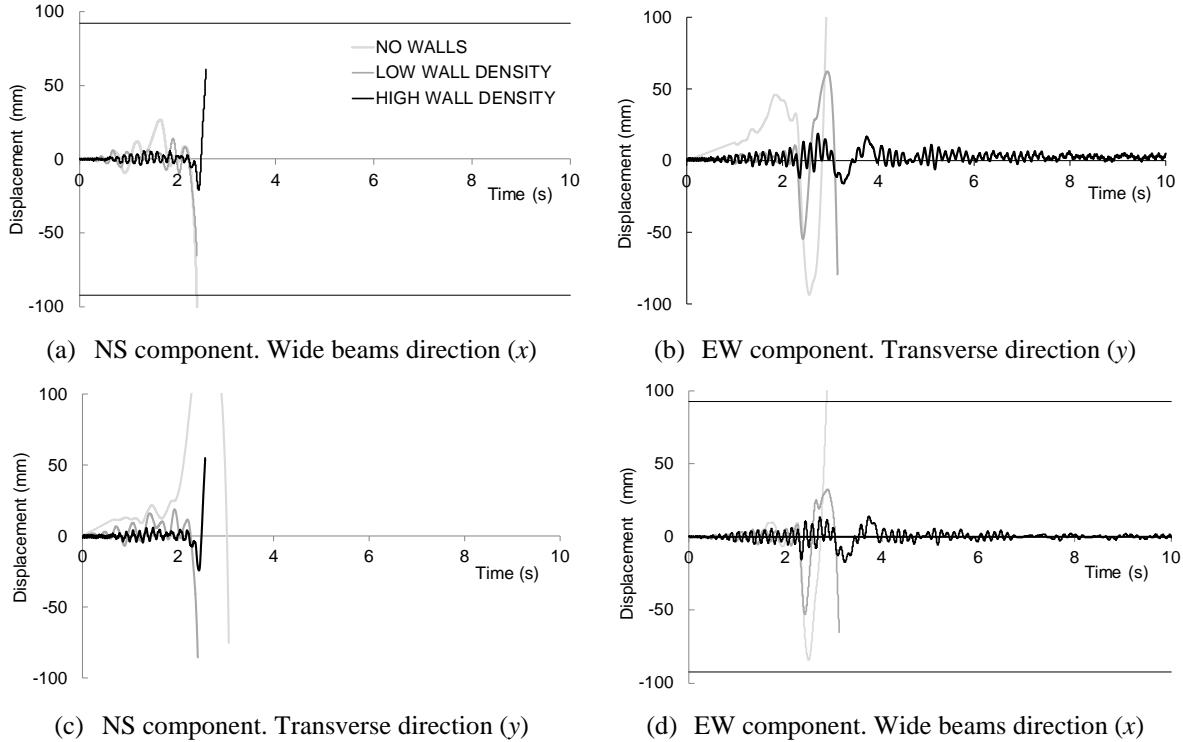 100
50
0
-50
-100
0
2
4
6
8
10
Displacement (mm)
Time (s)
NO WALLS
LOW WALL DENSITY
HIGH WALL DENSITY
(a) NS component. Wide beams direction (x)
100
50
0
-50
-100
0
2
4
6
8
10
Displacement (mm)
Time (s)
(b) EW component. Transverse direction (y)
100
50
0
-50
-100
0
2
4
6
8
10
Displacement (mm)
Time (s)
(c) NS component. Transverse direction (y)
100
50
0
-50
-100
0
2
4
6
8
10
Displacement (mm)
Time (s)
(d) EW component. Wide beams direction (x)